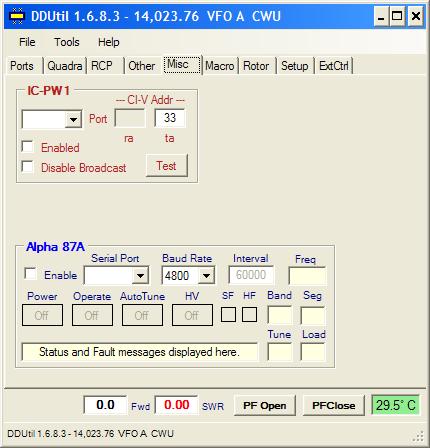 DDUtil 1.6.8.3 - 14,023.76 VFO A CWU
File Tools Help
Ports Quadra RCP Other Misc Macro Rotor Setup ExtCtrl
IC-PW1
--- CI-V Addr ---
Port 33
ra ta
Enabled
Disable Broadcast Test
Alpha 87A
Serial Port Baud Rate Interval Freq
Enable 4800 60000
Power Operate AutoTune HV SF HF Band Seg
Off Off Off Off
Tune Load
Status and Fault messages displayed here.
0.0 Fwd 0.00 SWR PF Open PFClose 29.5° C
DDUtil 1.6.8.3 - 14,023.76 VFO A CWU